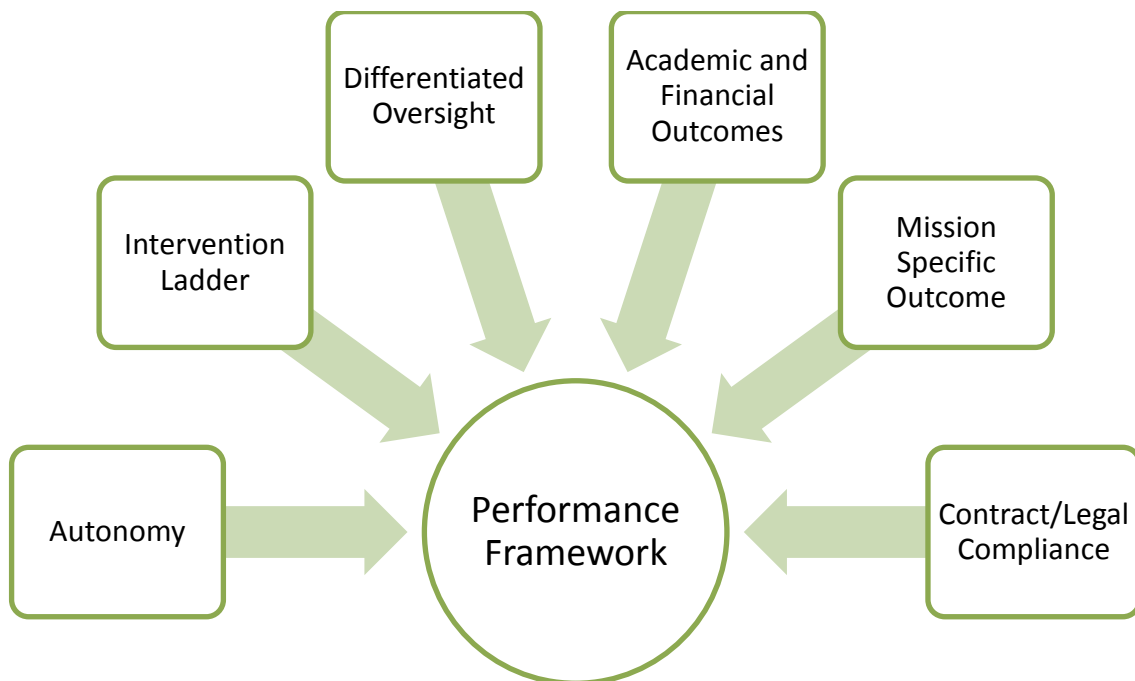 Differentiated
Oversight
Academic and
Financial
Outcomes
Intervention
Ladder
Mission
Specific
Outcome
Autonomy
Performance
Framework
Contract/Legal
Compliance